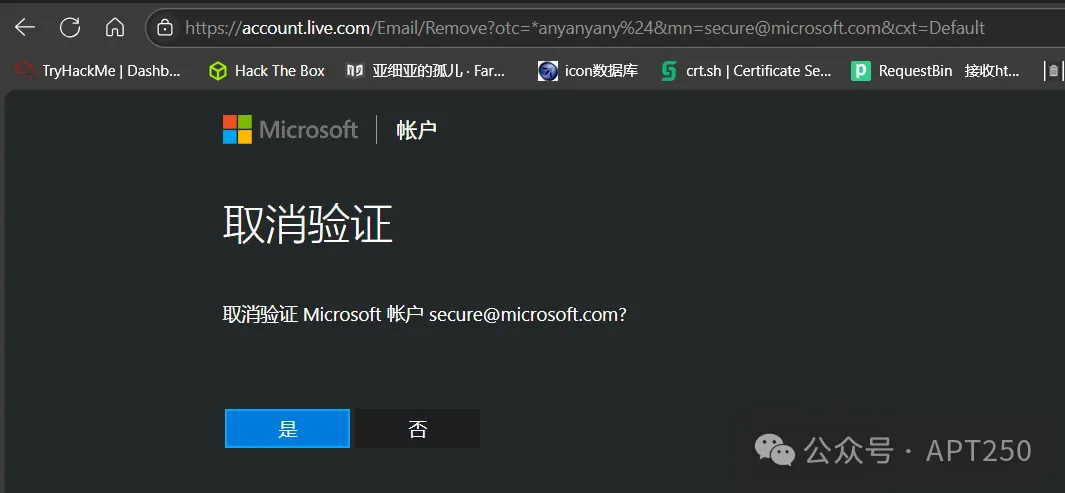 https://account.live.com/Email/Remove?otc=*anyanyany%24&mn=secure@microsoft.com&cxt=Default
TryHackMe | Dashb... Hack The Box 亚细亚的孤儿 · Far... icon数据库 crt.sh | Certificate Se... RequestBin 接收ht...
Microsoft | 帐户
取消验证
取消验证 Microsoft 帐户 secure@microsoft.com?
是 否
公众号 · APT250